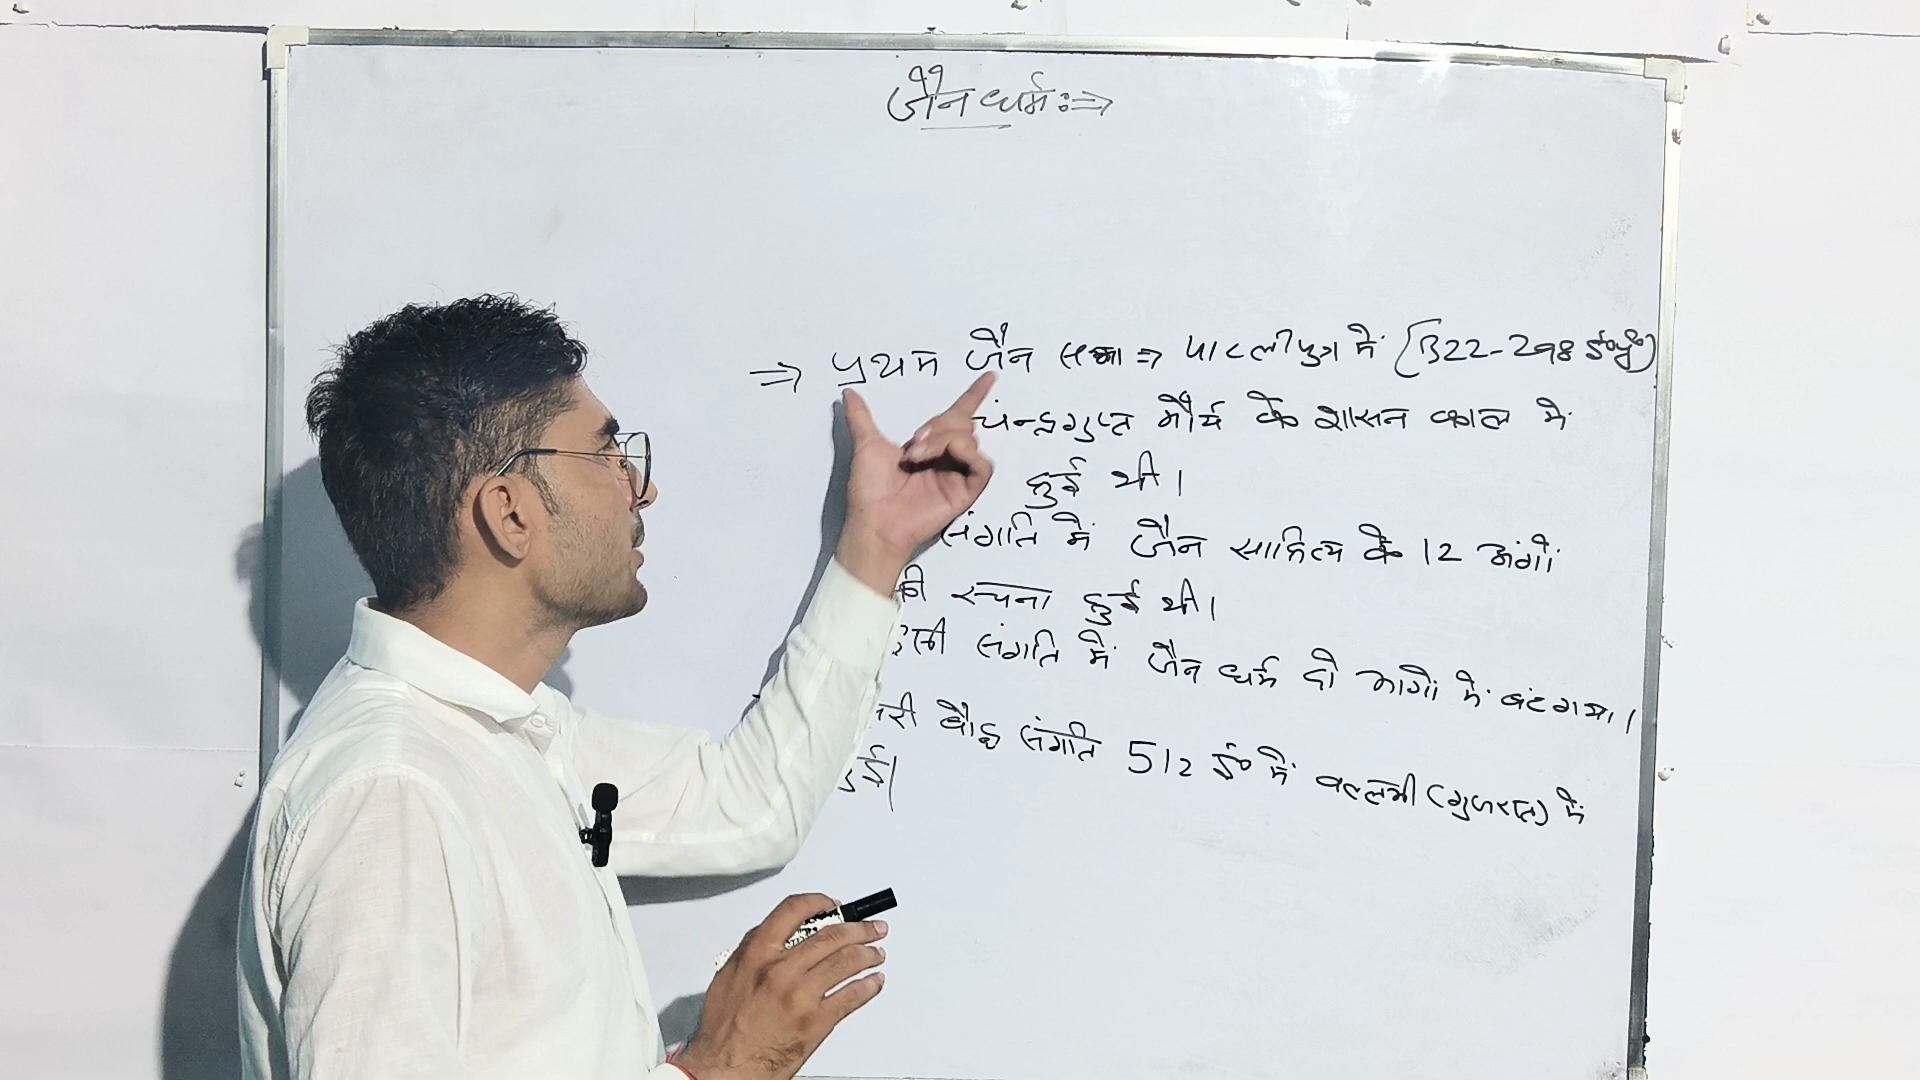 जैन धर्म :⇒
⇒ प्रथम जैन सभा ⇒ पाटलीपुत्र में (322-298 ई०पू०)
चन्द्रगुप्त मौर्य के शासन काल में
हुई थी।
संगति में जैन साहित्य के 12 अंगों
की रचना हुई थी।
इसी संगति में जैन धर्म दो भागों में बंट गया।
बौद्ध संगति 512 ई० में वल्लभी (गुजरात) में
हुई।